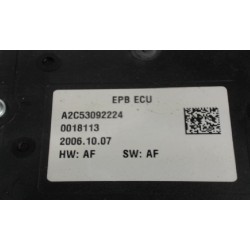 EPB ECU
A2C53092224
0018113
2006.10.07
HW: AF SW: AF